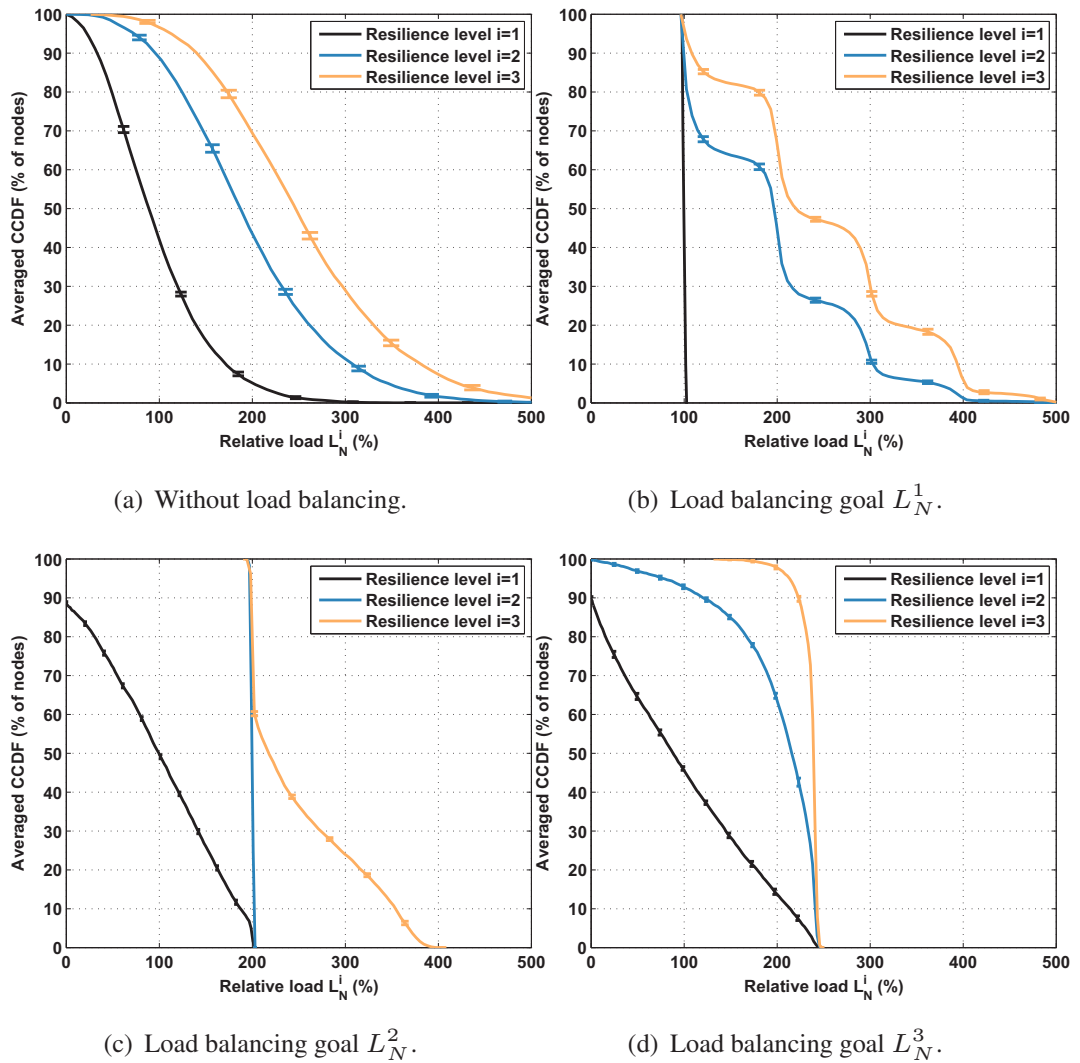 100
90
80
70
60
50
40
30
20
10
0
Averaged CCDF (% of nodes)
Resilience level i=1
Resilience level i=2
Resilience level i=3
0 100 200 300 400 500
Relative load L_N^i (%)
(a) Without load balancing.
100
90
80
70
60
50
40
30
20
10
0
Averaged CCDF (% of nodes)
Resilience level i=1
Resilience level i=2
Resilience level i=3
0 100 200 300 400 500
Relative load L_N^i (%)
(b) Load balancing goal L_N^1.
100
90
80
70
60
50
40
30
20
10
0
Averaged CCDF (% of nodes)
Resilience level i=1
Resilience level i=2
Resilience level i=3
0 100 200 300 400 500
Relative load L_N^i (%)
(c) Load balancing goal L_N^2.
100
90
80
70
60
50
40
30
20
10
0
Averaged CCDF (% of nodes)
Resilience level i=1
Resilience level i=2
Resilience level i=3
0 100 200 300 400 500
Relative load L_N^i (%)
(d) Load balancing goal L_N^3.